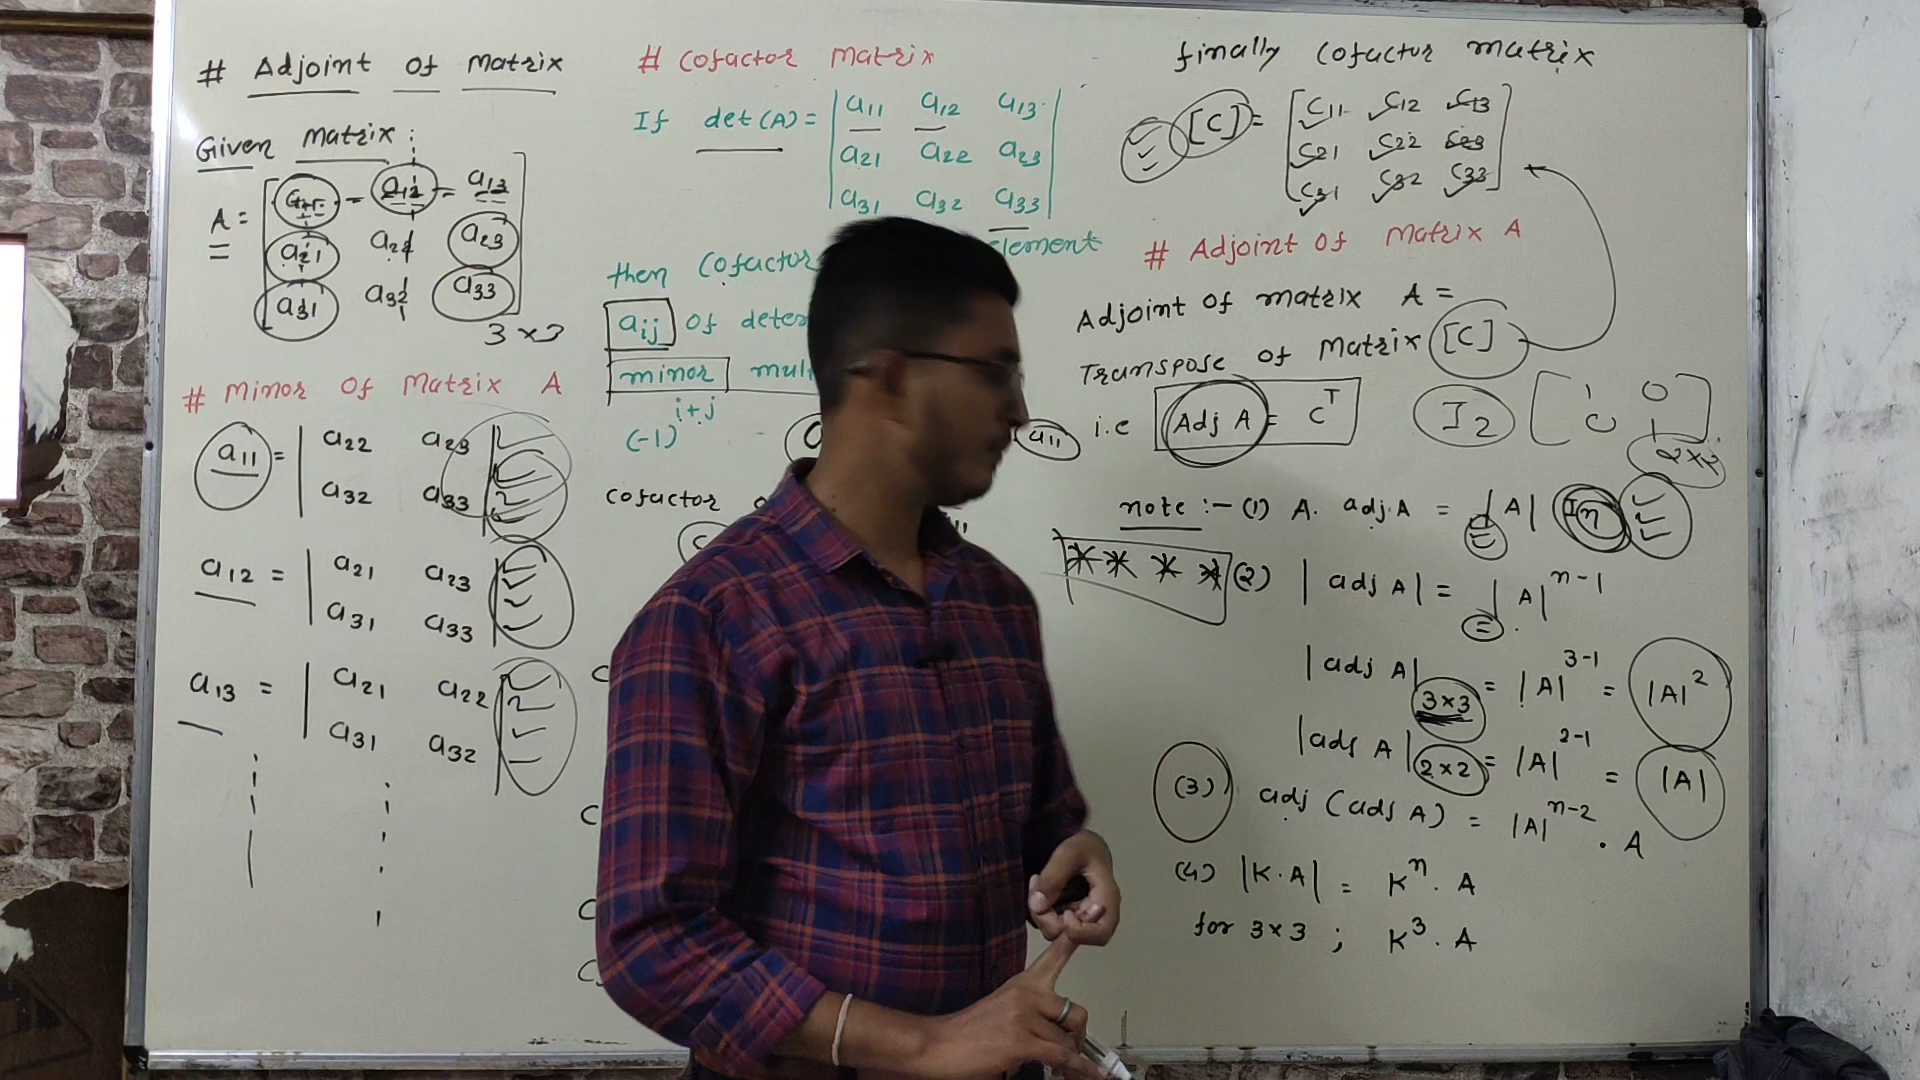 # Adjoint of matrix
Given matrix :
A = [ a11 a12 a13
a21 a22 a23
a31 a32 a33 ]
3×3
# minor of matrix A
a11 = | a22 a23
a32 a33 |
a12 = | a21 a23
a31 a33 |
a13 = | a21 a22
a31 a32 |
# cofactor matrix
If det(A) = | a11 a12 a13 |
| a21 a22 a23 |
| a31 a32 a33 |
then cofactor element
aij of
minor
(-1)^i+j
a11
cofactor
finally cofactor matrix
[C] = [ C11 C12 C13
C21 C22 C23
C31 C32 C33 ]
# Adjoint of matrix A
Adjoint of matrix A =
Transpose of matrix [C]
i.e Adj A = C^T
I2 [ 1 0
0 1 ]
2×2
note :- (1) A. adj.A = |A| In
**** (2) |adj A| = |A|^n-1
|adj A| 3×3 = |A|^3-1 = |A|^2
|adj A| 2×2 = |A|^2-1 = |A|
(3) adj (adj A) = |A|^n-2 . A
(4) |K.A| = K^n. A
for 3×3 ; K^3. A